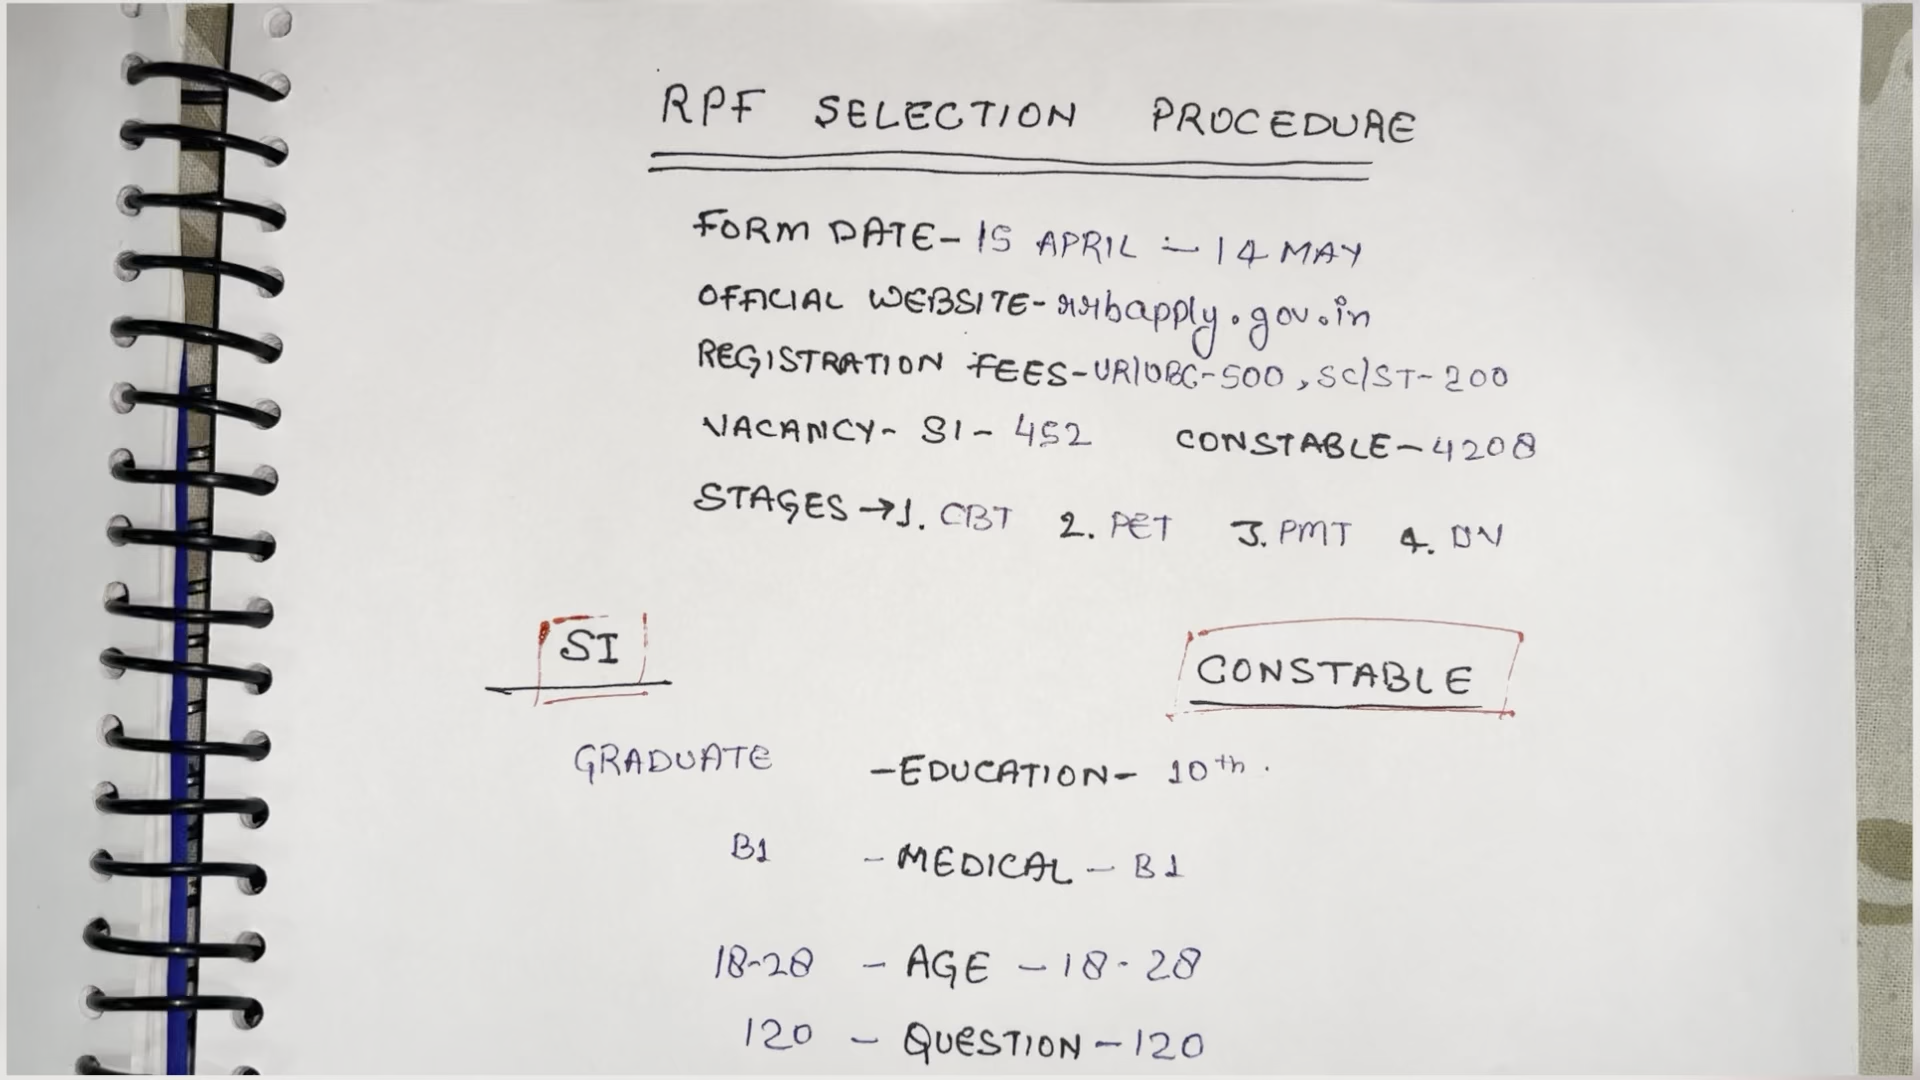 RPF SELECTION PROCEDURE
FORM DATE- 15 APRIL - 14 MAY
OFFICIAL WEBSITE- rrbapply.gov.in
REGISTRATION FEES-UR/OBC-500, SC/ST-200
VACANCY- SI- 452 CONSTABLE-4208
STAGES →1. CBT 2. PET 3. PMT 4. DV
SI CONSTABLE
GRADUATE -EDUCATION- 10th.
B1 - MEDICAL - B1
18-28 - AGE - 18-28
120 - QUESTION - 120